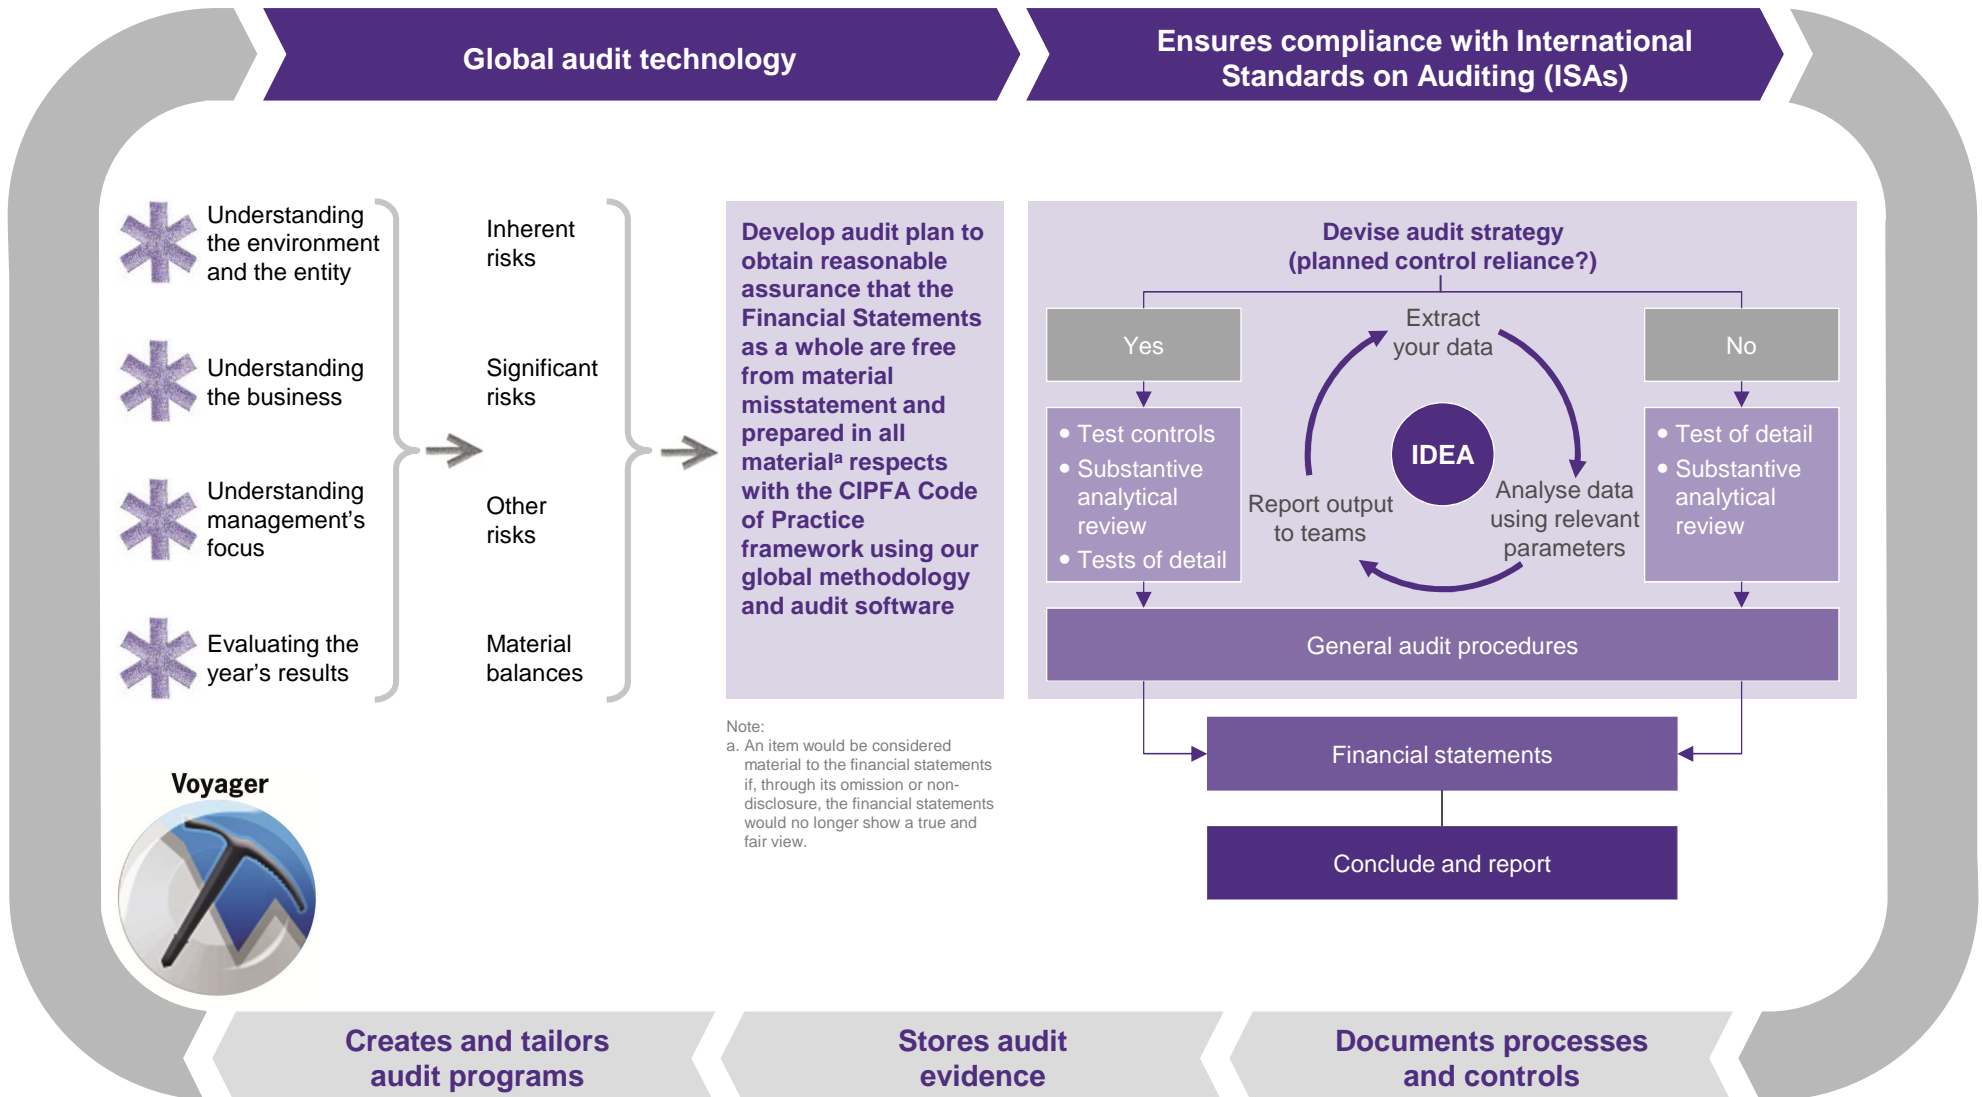 Global audit technology
Ensures compliance with International
Standards on Auditing (ISAs)
Understanding
the environment
and the entity
Understanding
the business
Understanding
management’s
focus
Evaluating the
year’s results
Inherent
risks
Significant
risks
Other
risks
Material
balances
Develop audit plan to
obtain reasonable
assurance that the
Financial Statements
as a whole are free
from material
misstatement and
prepared in all
materialᵃ respects
with the CIPFA Code
of Practice
framework using our
global methodology
and audit software
Note:
a. An item would be considered
material to the financial statements
if, through its omission or non-
disclosure, the financial statements
would no longer show a true and
fair view.
Devise audit strategy
(planned control reliance?)
Yes
• Test controls
• Substantive
analytical
review
• Tests of detail
Extract
your data
IDEA
Analyse data
using relevant
parameters
Report output
to teams
No
• Test of detail
• Substantive
analytical
review
General audit procedures
Financial statements
Conclude and report
Voyager
Creates and tailors
audit programs
Stores audit
evidence
Documents processes
and controls